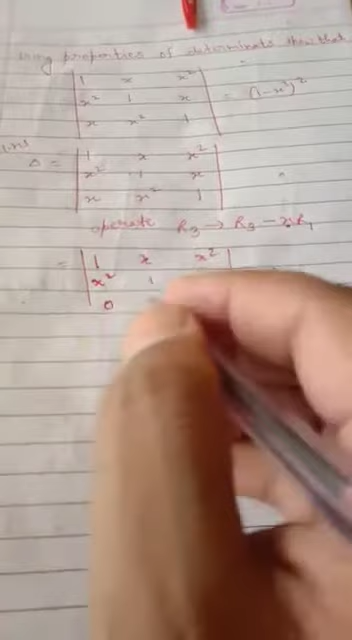 Using properties of determinats show that
| 1 x x² |
| x² 1 x | = (1-x³)²
| x x² 1 |
Δ = | 1 x x² |
| x² 1 x |
| x x² 1 |
operate R₃ → R₃ - xR₁
= | 1 x x² |
| x² 1
0